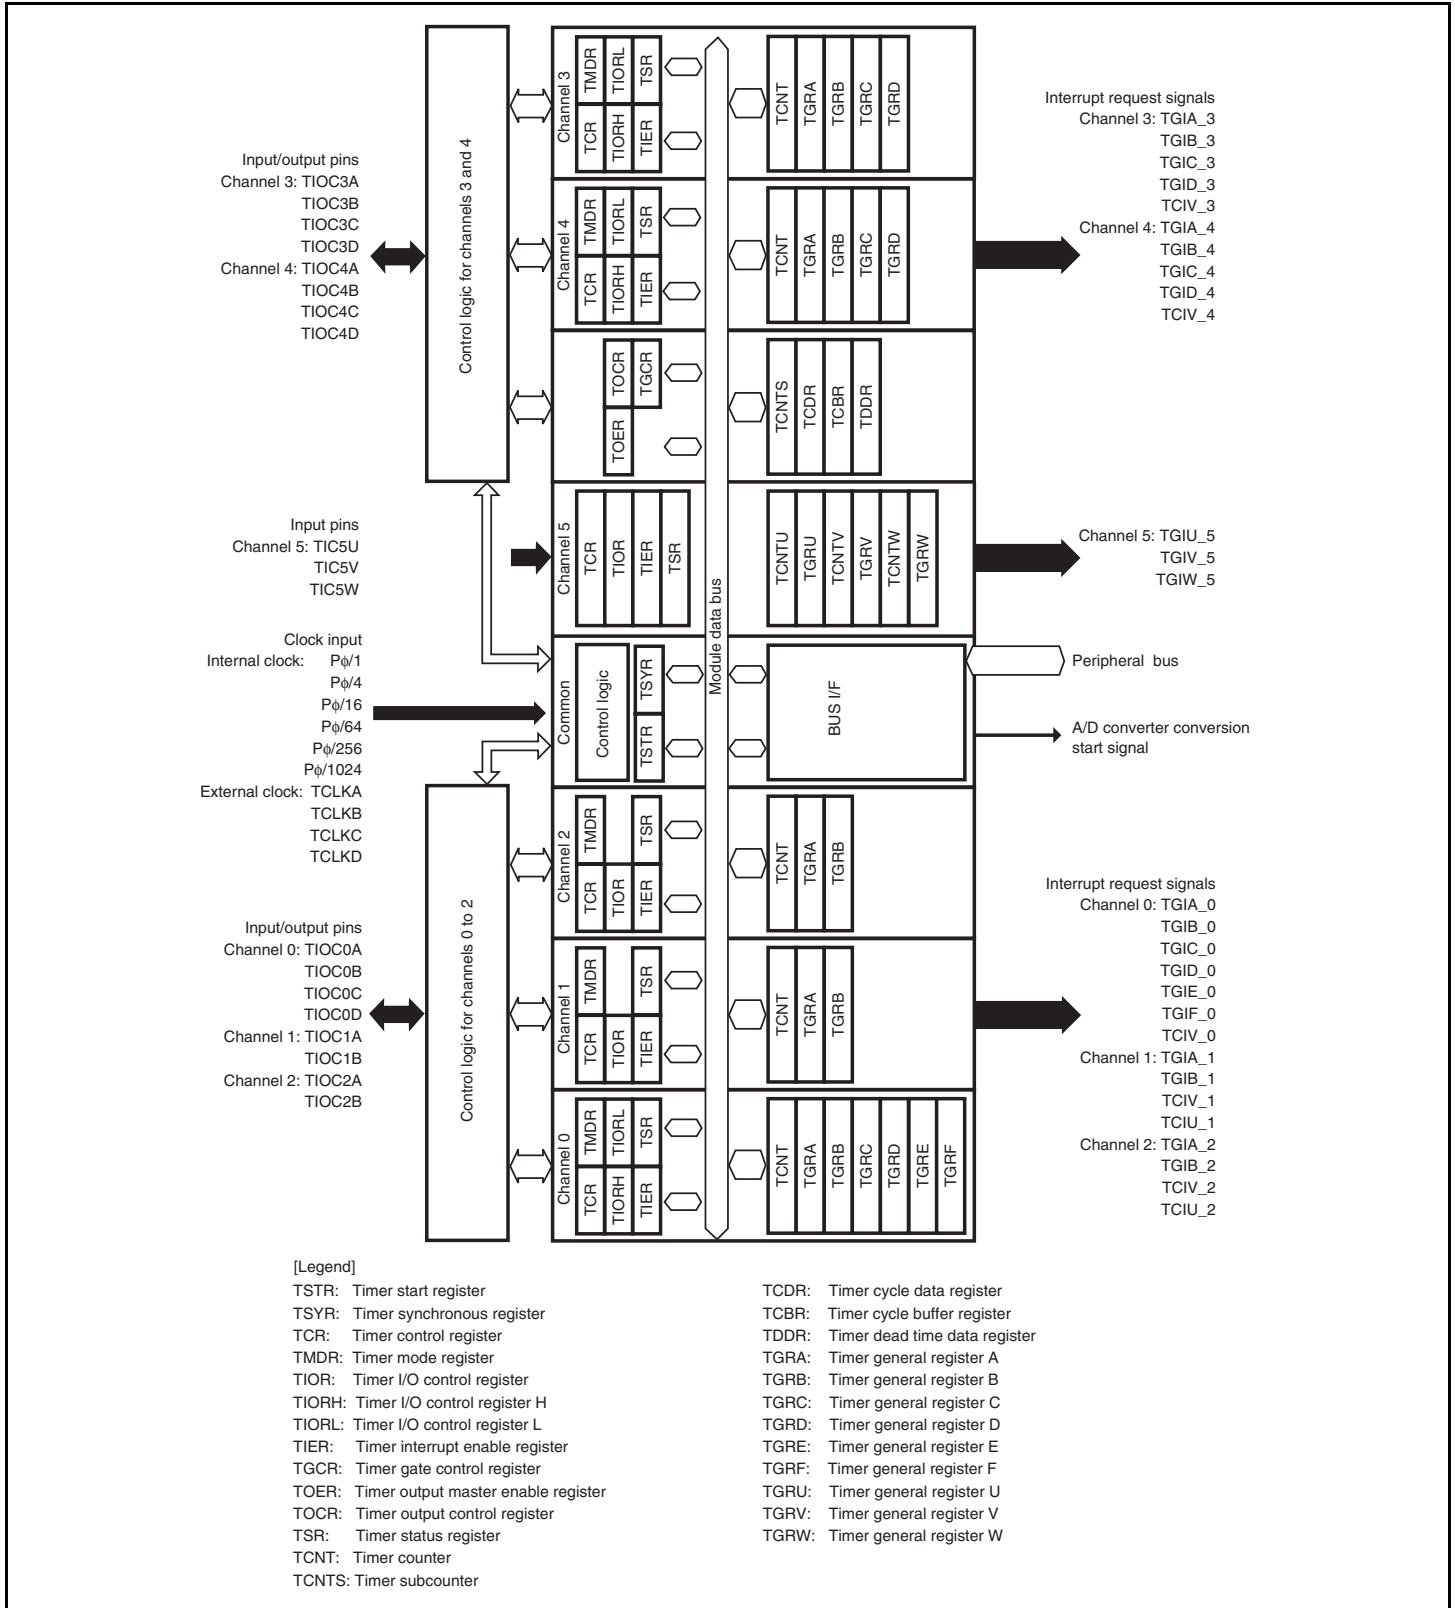 Input/output pins
Channel 3: TIOC3A
TIOC3B
TIOC3C
TIOC3D
Channel 4: TIOC4A
TIOC4B
TIOC4C
TIOC4D
Input pins
Channel 5: TIC5U
TIC5V
TIC5W
Clock input
Internal clock: Pϕ/1
Pϕ/4
Pϕ/16
Pϕ/64
Pϕ/256
Pϕ/1024
External clock: TCLKA
TCLKB
TCLKC
TCLKD
Input/output pins
Channel 0: TIOC0A
TIOC0B
TIOC0C
TIOC0D
Channel 1: TIOC1A
TIOC1B
Channel 2: TIOC2A
TIOC2B
Control logic for channels 3 and 4
Control logic for channels 0 to 2
Channel 3
TMDR
TIORL
TSR
TCR
TIORH
TIER
TCNT
TGRA
TGRB
TGRC
TGRD
Channel 4
TMDR
TIORL
TSR
TCR
TIORH
TIER
TCNT
TGRA
TGRB
TGRC
TGRD
TOCR
TGCR
TOER
TCNTS
TCDR
TCBR
TDDR
Channel 5
TCR
TIOR
TIER
TSR
TCNTU
TGRU
TCNTV
TGRV
TCNTW
TGRW
Module data bus
Common
Control logic
TSYR
TSTR
BUS I/F
Channel 2
TMDR
TSR
TCR
TIOR
TIER
TCNT
TGRA
TGRB
Channel 1
TMDR
TSR
TCR
TIOR
TIER
TCNT
TGRA
TGRB
Channel 0
TMDR
TIORL
TSR
TCR
TIORH
TIER
TCNT
TGRA
TGRB
TGRC
TGRD
TGRE
TGRF
Interrupt request signals
Channel 3: TGIA_3
TGIB_3
TGIC_3
TGID_3
TCIV_3
Channel 4: TGIA_4
TGIB_4
TGIC_4
TGID_4
TCIV_4
Channel 5: TGIU_5
TGIV_5
TGIW_5
Peripheral bus
A/D converter conversion
start signal
Interrupt request signals
Channel 0: TGIA_0
TGIB_0
TGIC_0
TGID_0
TGIE_0
TGIF_0
TCIV_0
Channel 1: TGIA_1
TGIB_1
TCIV_1
TCIU_1
Channel 2: TGIA_2
TGIB_2
TCIV_2
TCIU_2
[Legend]
TSTR: Timer start register
TSYR: Timer synchronous register
TCR: Timer control register
TMDR: Timer mode register
TIOR: Timer I/O control register
TIORH: Timer I/O control register H
TIORL: Timer I/O control register L
TIER: Timer interrupt enable register
TGCR: Timer gate control register
TOER: Timer output master enable register
TOCR: Timer output control register
TSR: Timer status register
TCNT: Timer counter
TCNTS: Timer subcounter
TCDR: Timer cycle data register
TCBR: Timer cycle buffer register
TDDR: Timer dead time data register
TGRA: Timer general register A
TGRB: Timer general register B
TGRC: Timer general register C
TGRD: Timer general register D
TGRE: Timer general register E
TGRF: Timer general register F
TGRU: Timer general register U
TGRV: Timer general register V
TGRW: Timer general register W